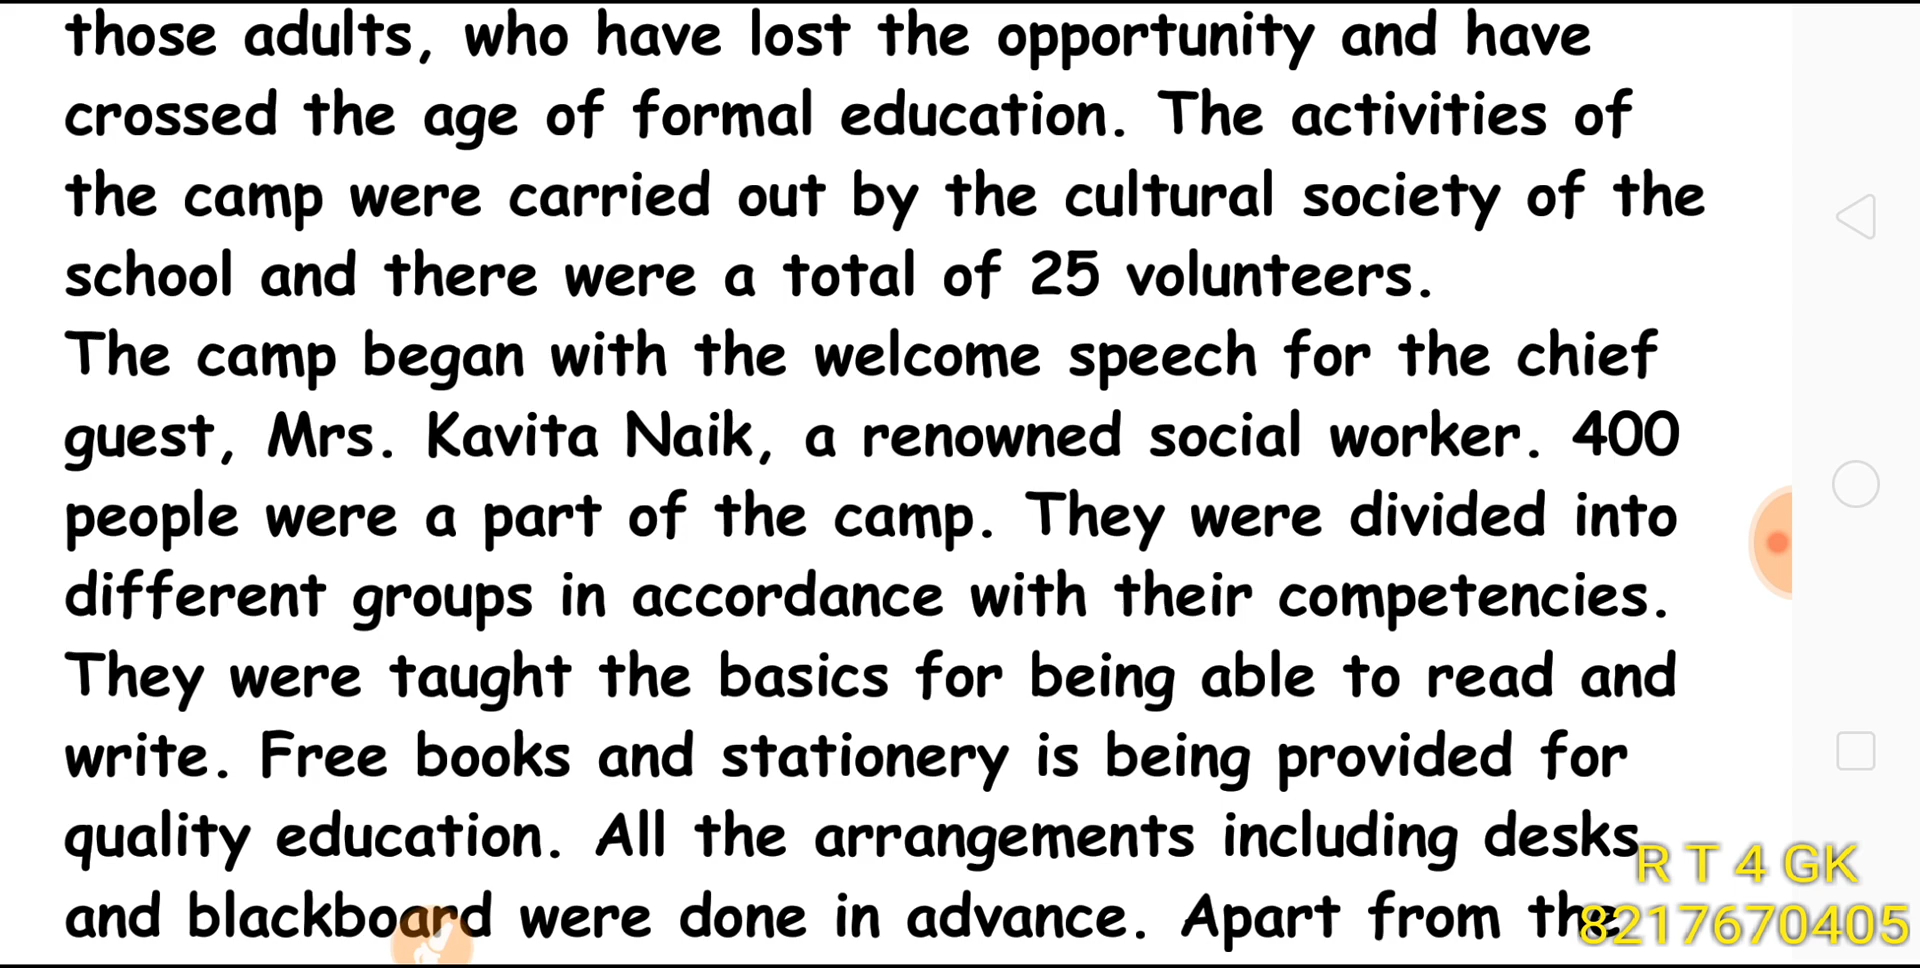 those adults, who have lost the opportunity and have
crossed the age of formal education. The activities of
the camp were carried out by the cultural society of the
school and there were a total of 25 volunteers.
The camp began with the welcome speech for the chief
guest, Mrs. Kavita Naik, a renowned social worker. 400
people were a part of the camp. They were divided into
different groups in accordance with their competencies.
They were taught the basics for being able to read and
write. Free books and stationery is being provided for
quality education. All the arrangements including desks
and blackboard were done in advance. Apart from the
R T 4 GK
8217670405